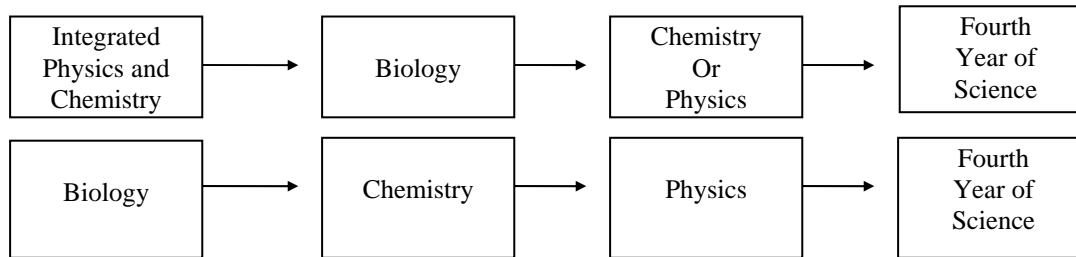 Integrated
Physics and
Chemistry
Biology
Chemistry
Or
Physics
Fourth
Year of
Science
Biology
Chemistry
Physics
Fourth
Year of
Science